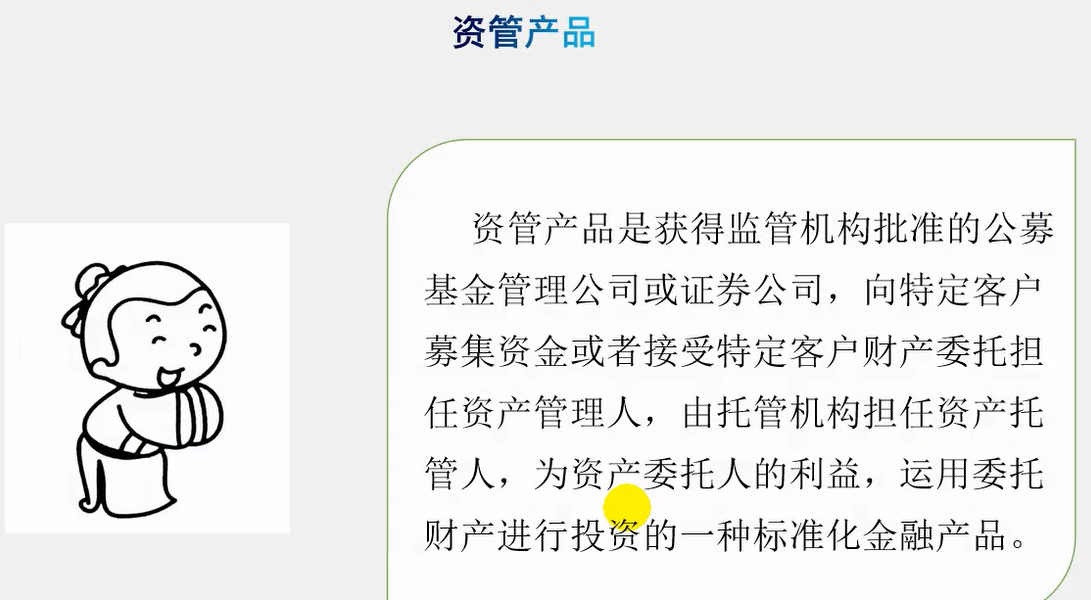 资管产品
资管产品是获得监管机构批准的公募
基金管理公司或证券公司，向特定客户
募集资金或者接受特定客户财产委托担
任资产管理人，由托管机构担任资产托
管人，为资产委托人的利益，运用委托
财产进行投资的一种标准化金融产品。